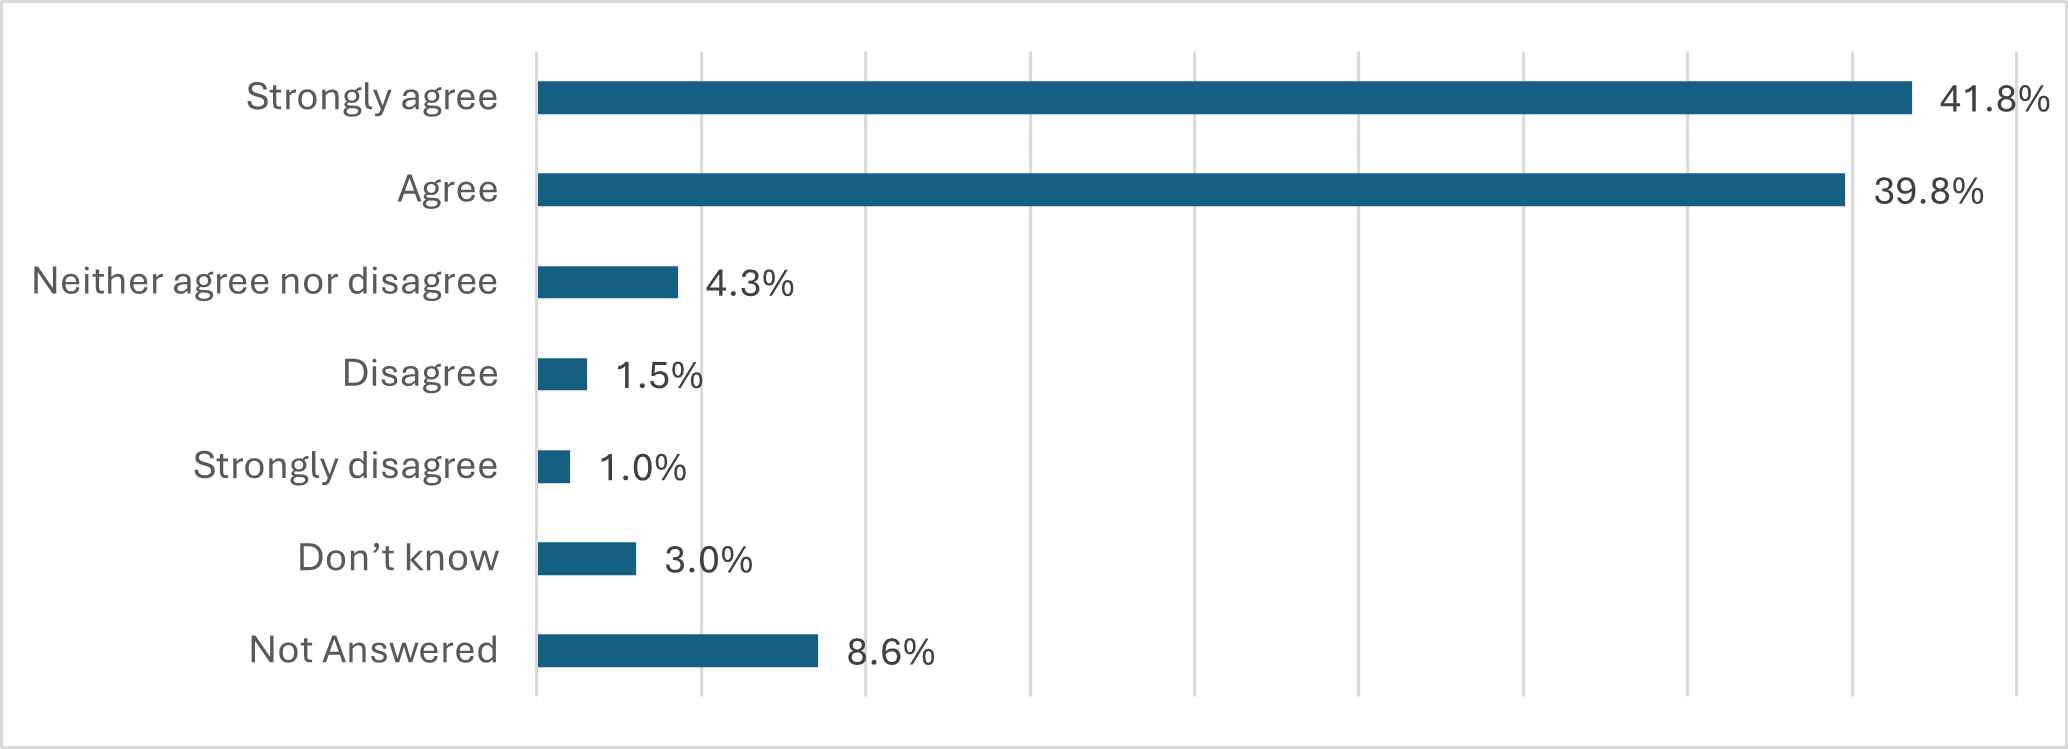 Strongly agree 41.8%
Agree 39.8%
Neither agree nor disagree 4.3%
Disagree 1.5%
Strongly disagree 1.0%
Don’t know 3.0%
Not Answered 8.6%